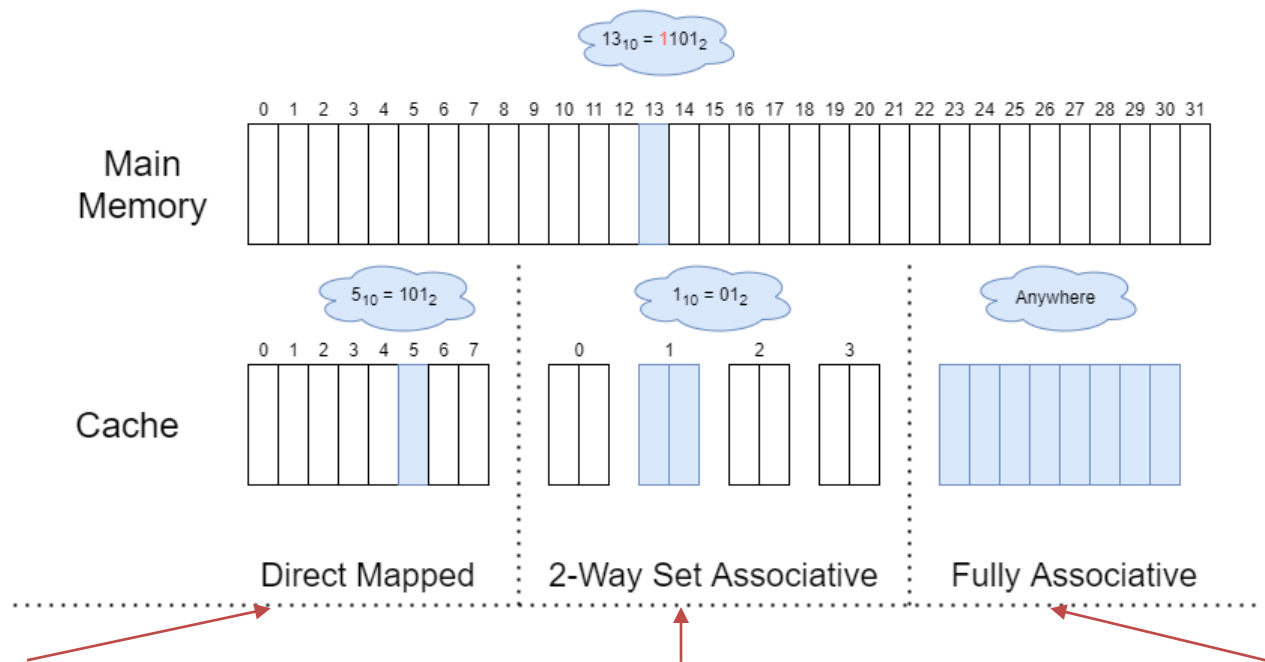 13₁₀ = 1101₂
0 1 2 3 4 5 6 7 8 9 10 11 12 13 14 15 16 17 18 19 20 21 22 23 24 25 26 27 28 29 30 31
Main
Memory
5₁₀ = 101₂
1₁₀ = 01₂
Anywhere
0 1 2 3 4 5 6 7
0 1 2 3
Cache
Direct Mapped
2-Way Set Associative
Fully Associative